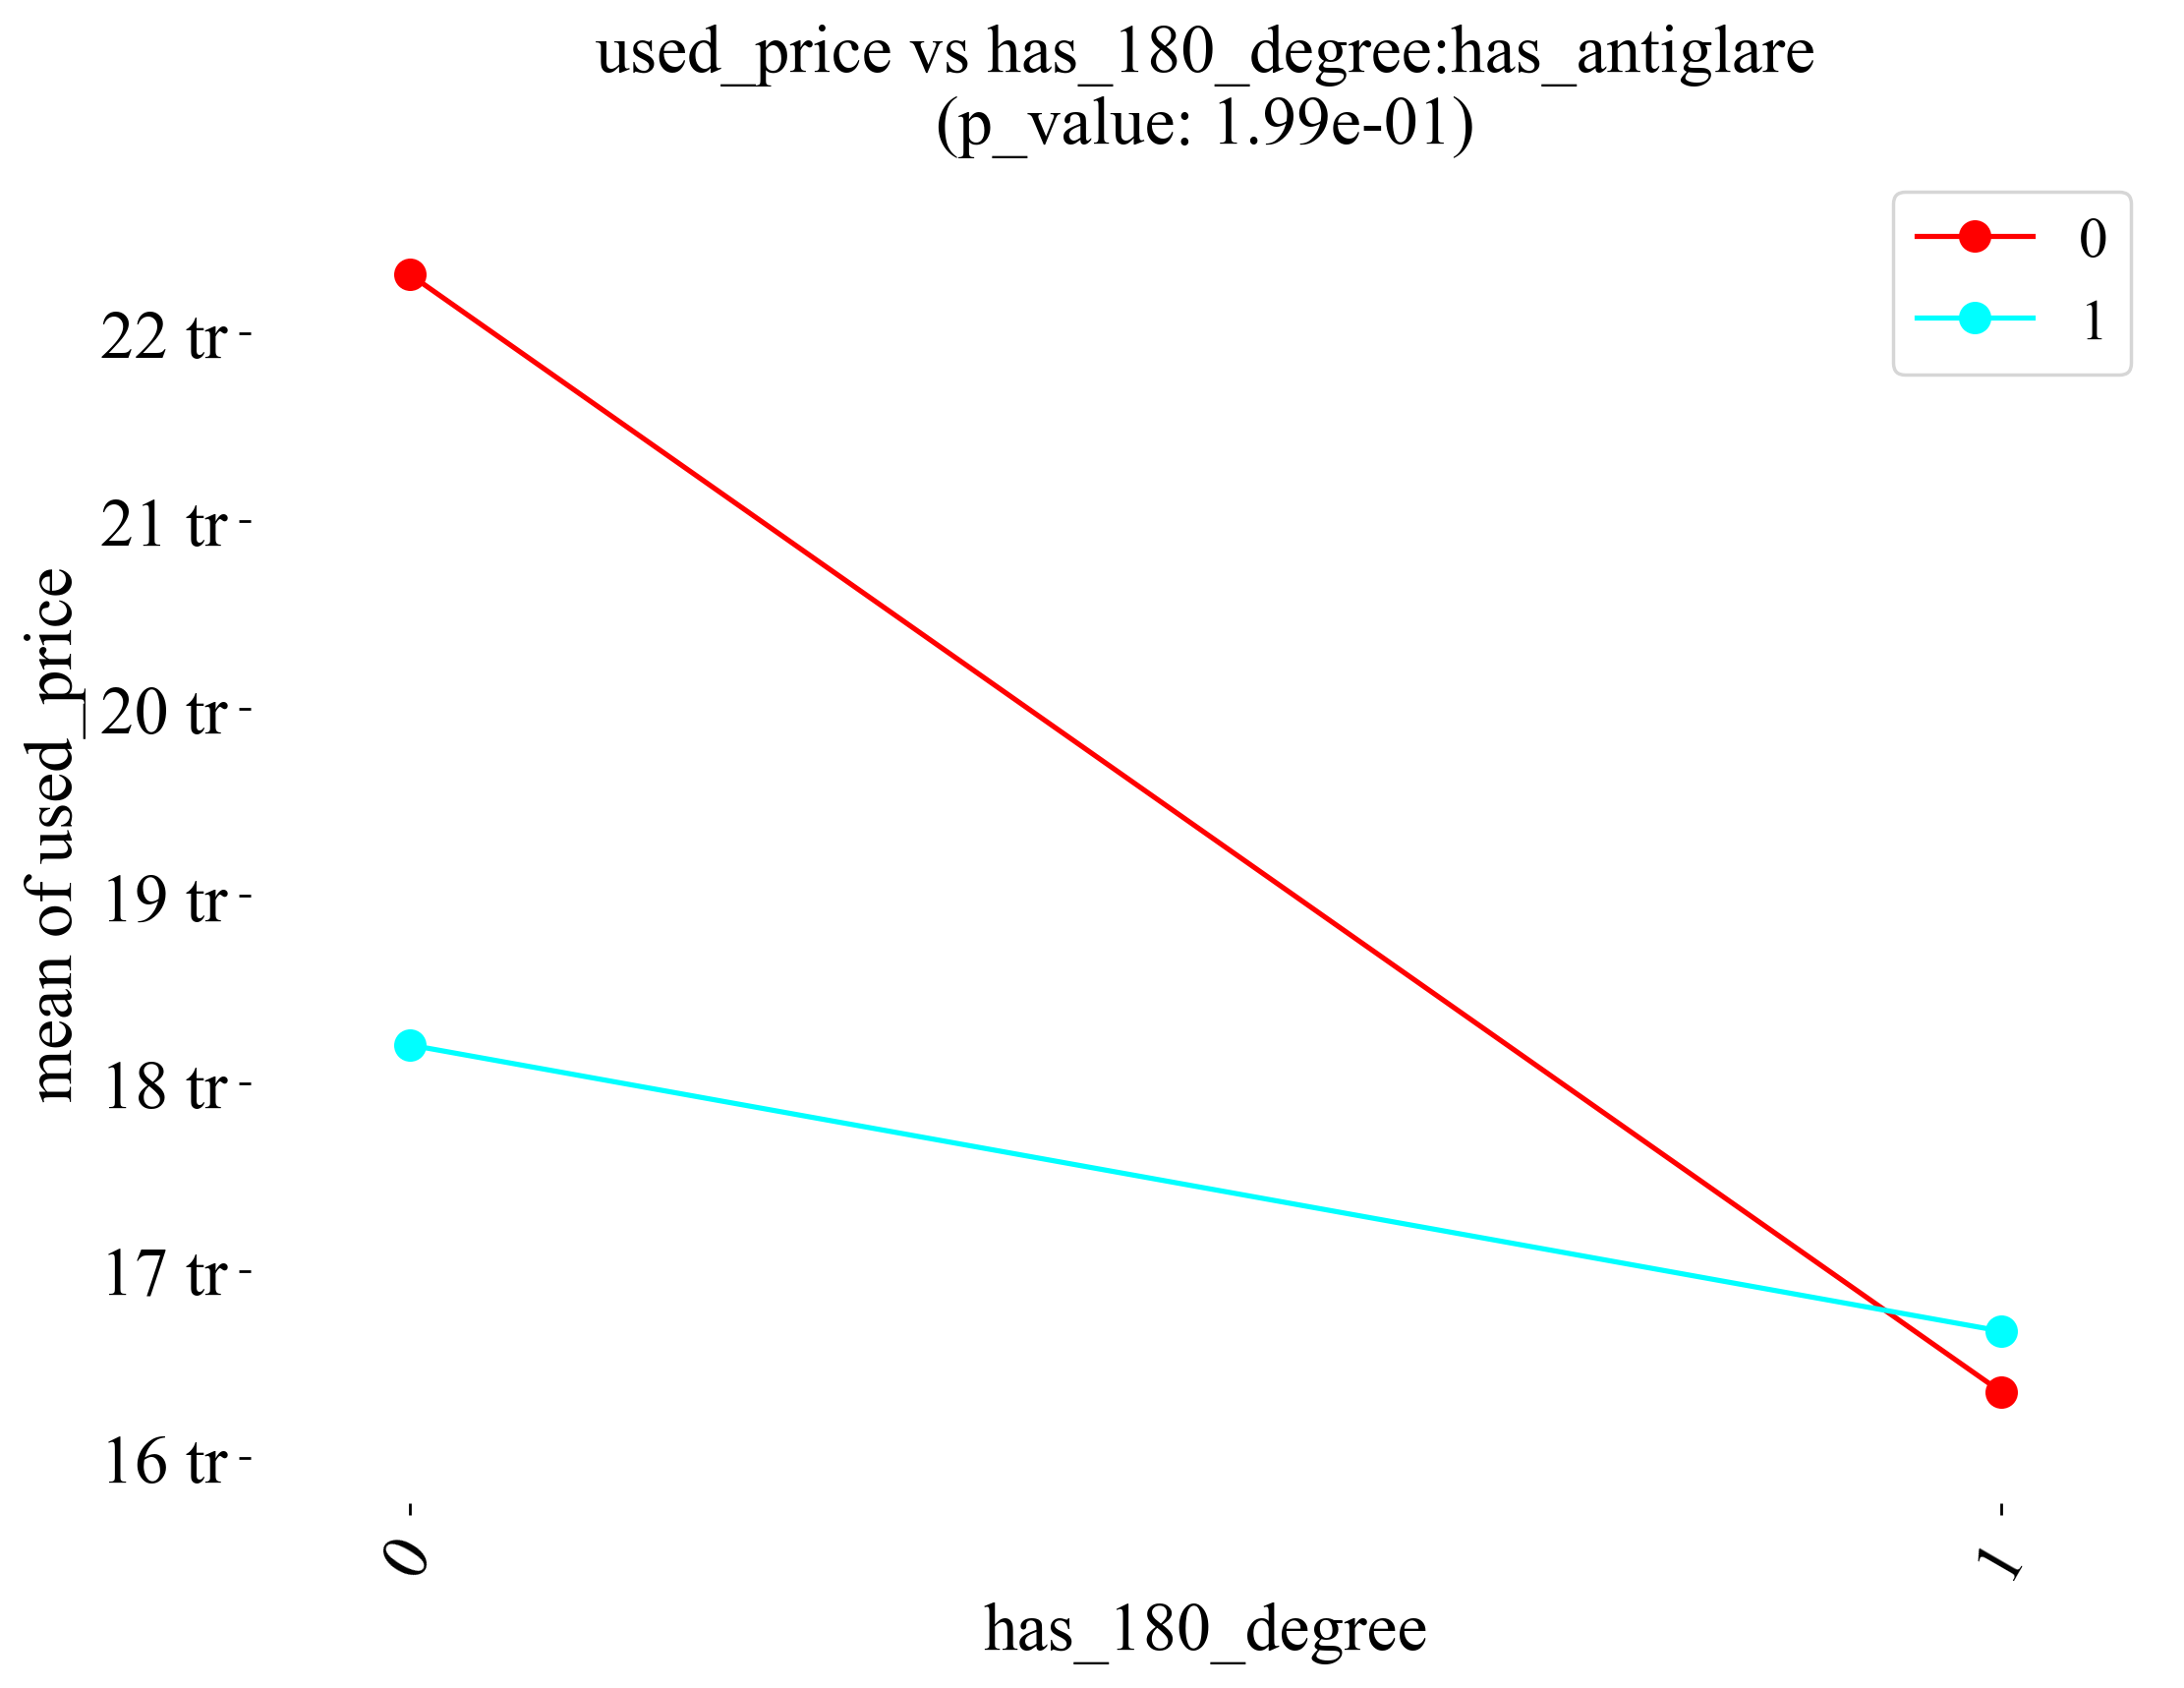 used_price vs has_180_degree:has_antiglare
(p_value: 1.99e-01)
0
1
22 tr
21 tr
20 tr
19 tr
18 tr
17 tr
16 tr
mean of used_price
0
1
has_180_degree